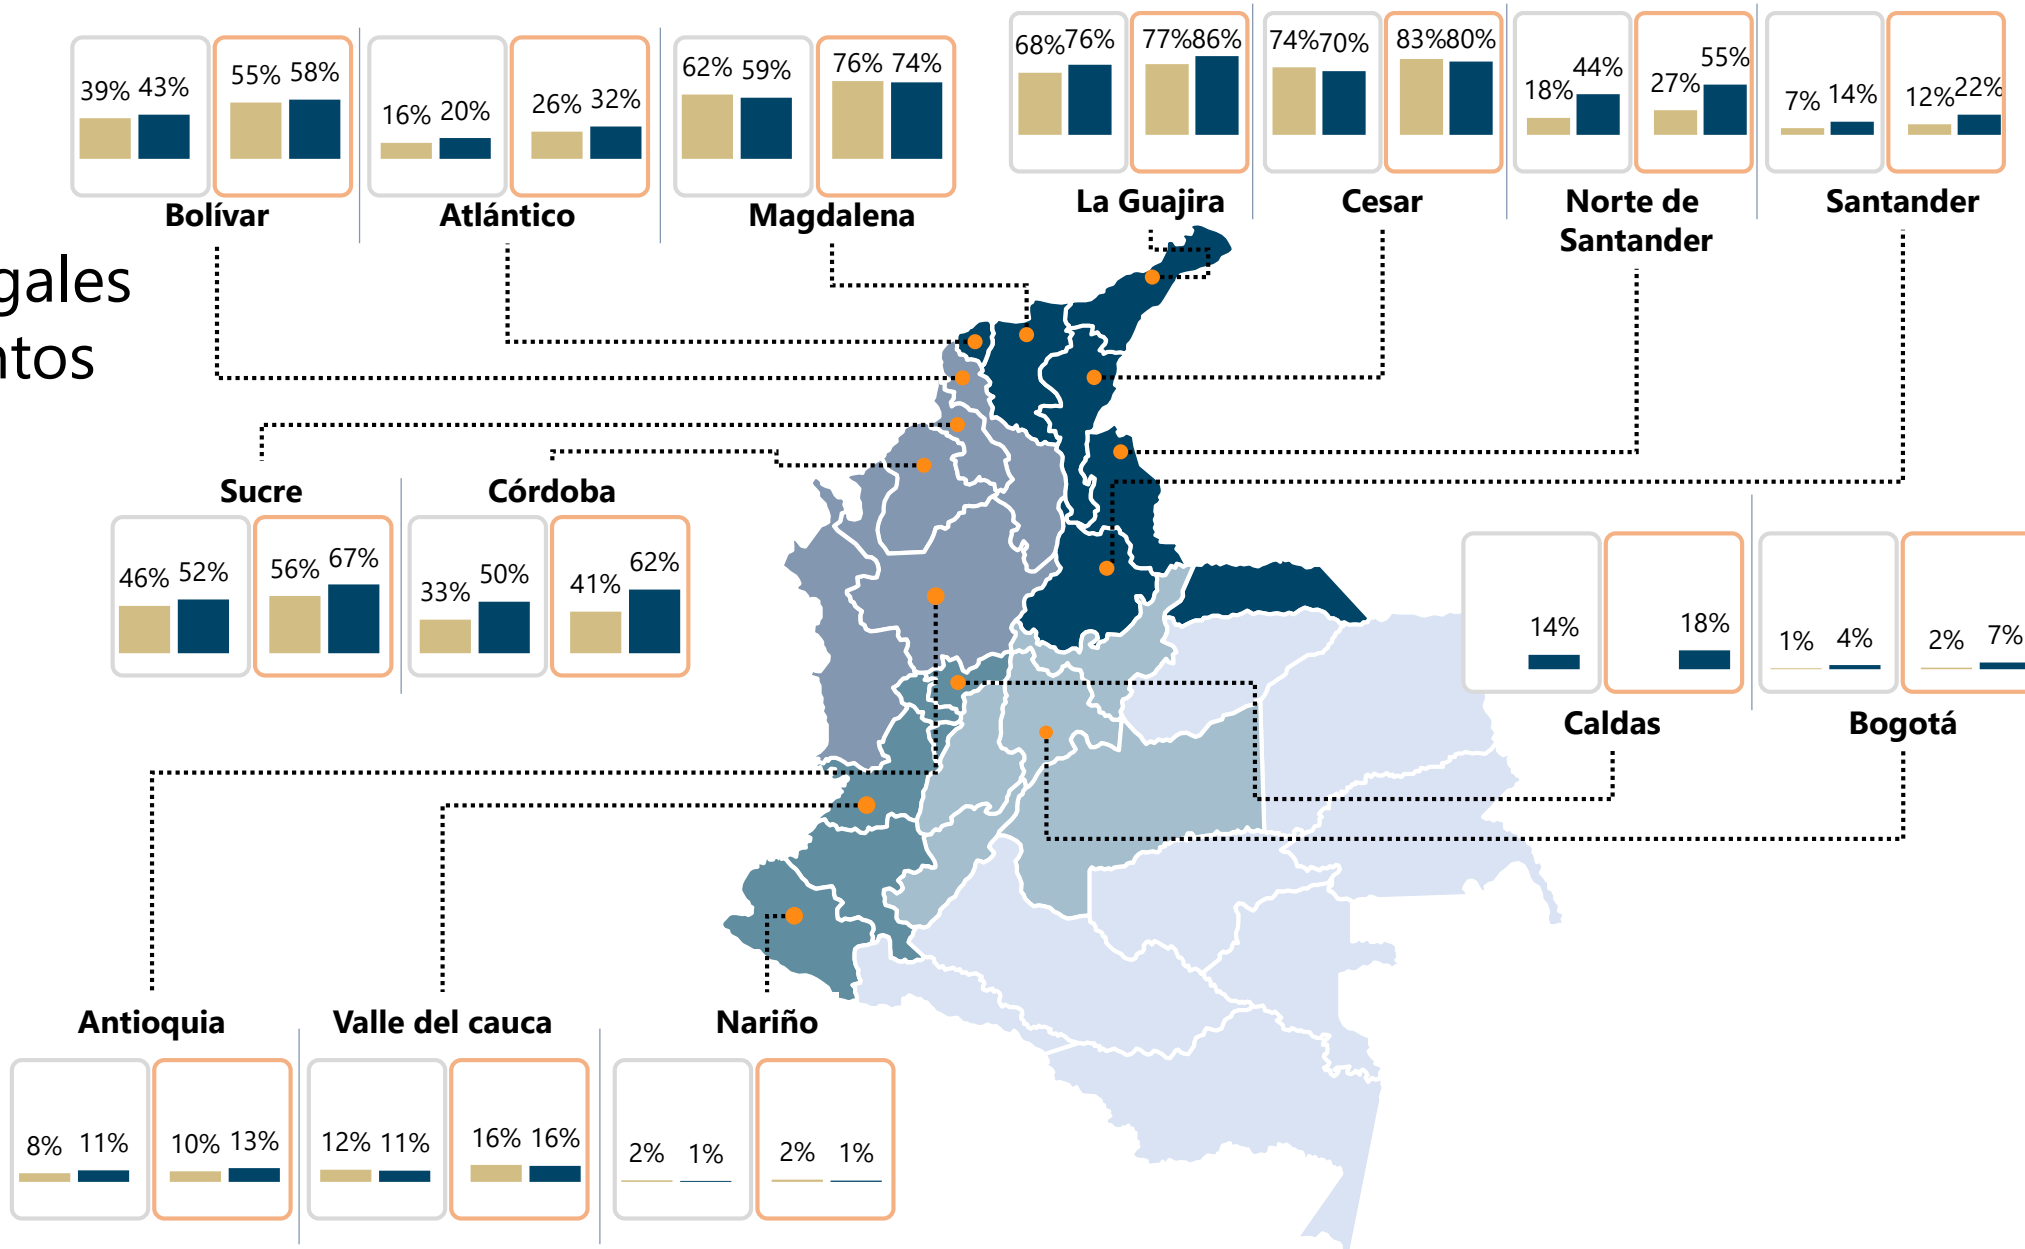 39% 43% 55% 58%
Bolívar
16% 20% 26% 32%
Atlántico
62% 59% 76% 74%
Magdalena
68% 76% 77% 86%
La Guajira
74% 70% 83% 80%
Cesar
18% 44% 27% 55%
Norte de
Santander
7% 14% 12% 22%
Santander
gales
ntos
Sucre
46% 52% 56% 67%
Córdoba
33% 50% 41% 62%
14% 18%
Caldas
1% 4% 2% 7%
Bogotá
Antioquia
8% 11% 10% 13%
Valle del cauca
12% 11% 16% 16%
Nariño
2% 1% 2% 1%